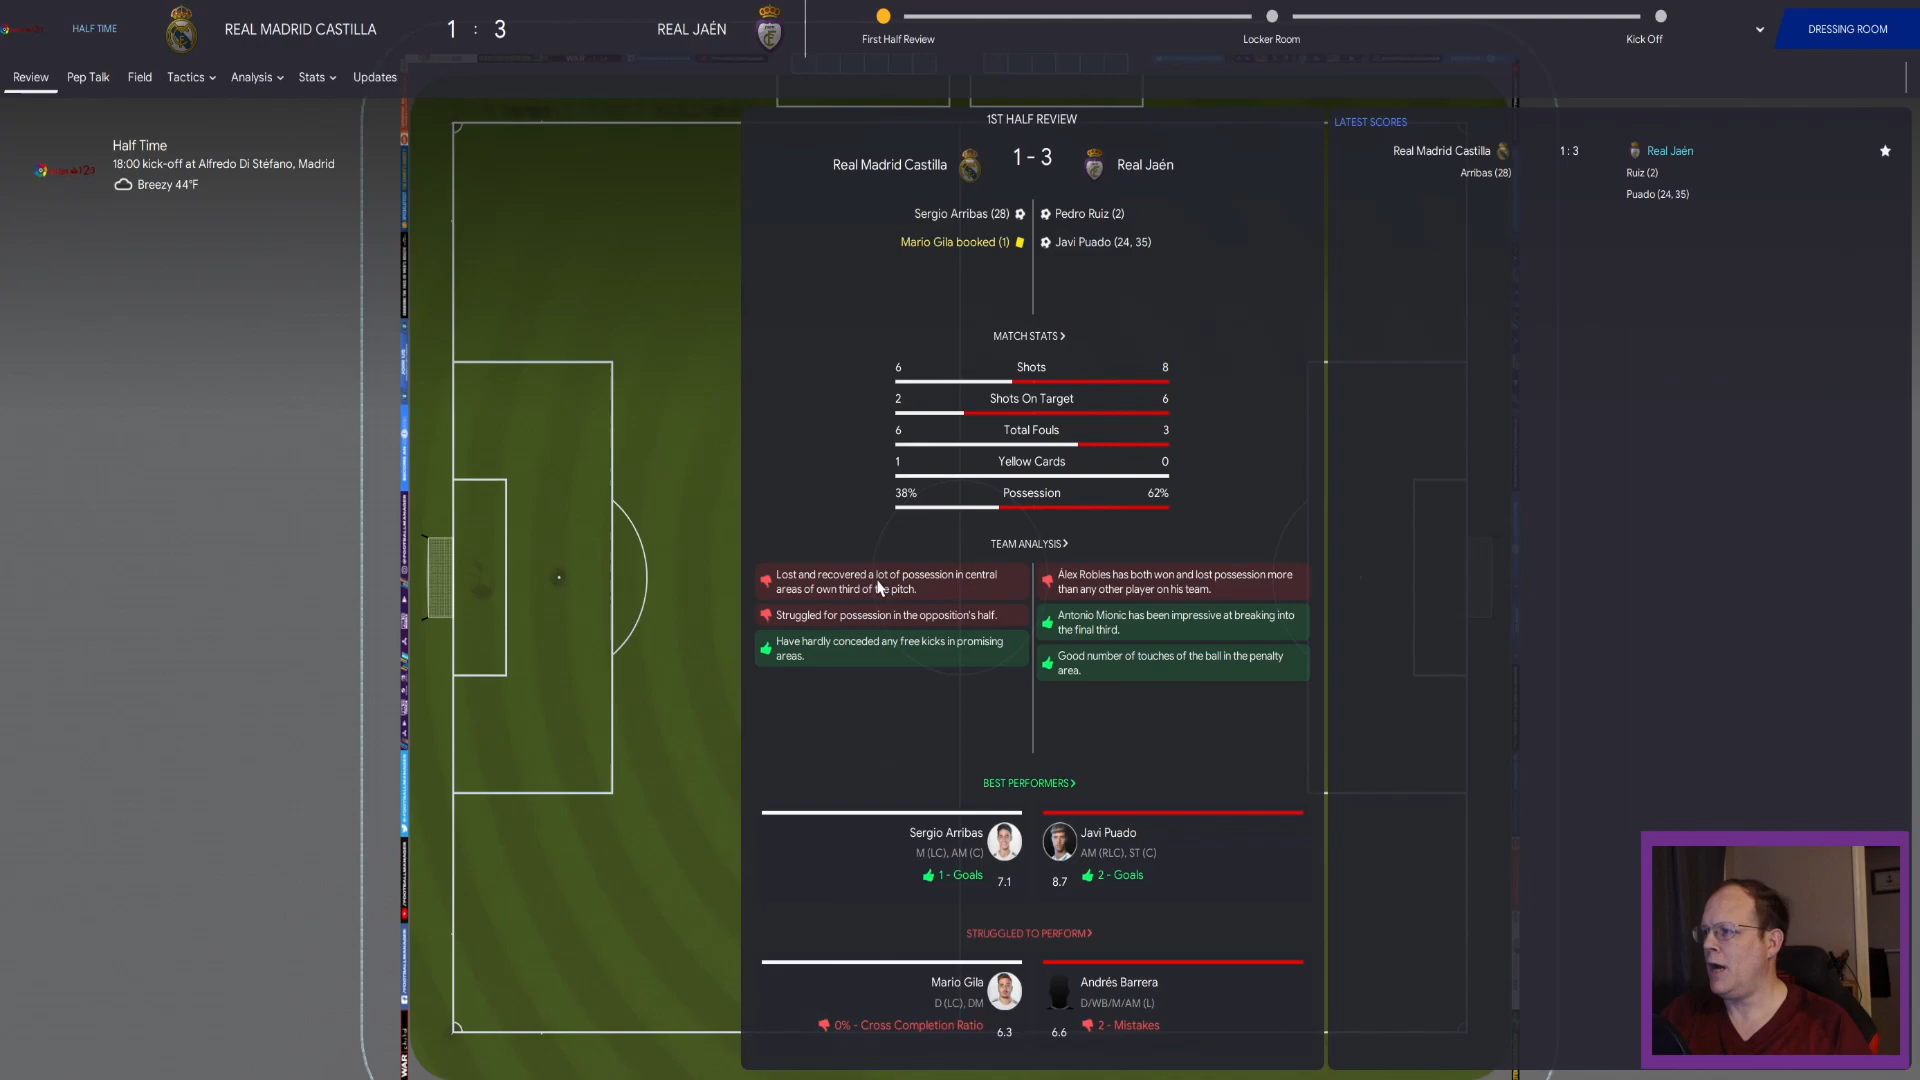 HALF TIME
REAL MADRID CASTILLA
1 : 3
REAL JAÉN
First Half Review
Locker Room
Kick Off
DRESSING ROOM
Review
Pep Talk
Field
Tactics
Analysis
Stats
Updates
Half Time
18:00 kick-off at Alfredo Di Stéfano, Madrid
Breezy 44°F
1ST HALF REVIEW
Real Madrid Castilla
1 - 3
Real Jaén
Sergio Arribas (28)
Pedro Ruiz (2)
Mario Gila booked (1)
Javi Puado (24, 35)
MATCH STATS
6 Shots 8
2 Shots On Target 6
6 Total Fouls 3
1 Yellow Cards 0
38% Possession 62%
TEAM ANALYSIS
Lost and recovered a lot of possession in central
areas of own third of the pitch.
Struggled for possession in the opposition's half.
Have hardly conceded any free kicks in promising
areas.
Álex Robles has both won and lost possession more
than any other player on his team.
Antonio Mionic has been impressive at breaking into
the final third.
Good number of touches of the ball in the penalty
area.
BEST PERFORMERS
Sergio Arribas
M (LC), AM (C)
1 - Goals
7.1
Javi Puado
AM (RLC), ST (C)
8.7
2 - Goals
STRUGGLED TO PERFORM
Mario Gila
D (LC), DM
0% - Cross Completion Ratio
6.3
Andrés Barrera
D/WB/M/AM (L)
6.6
2 - Mistakes
LATEST SCORES
Real Madrid Castilla
1 : 3
Real Jaén
Arribas (28)
Ruiz (2)
Puado (24, 35)